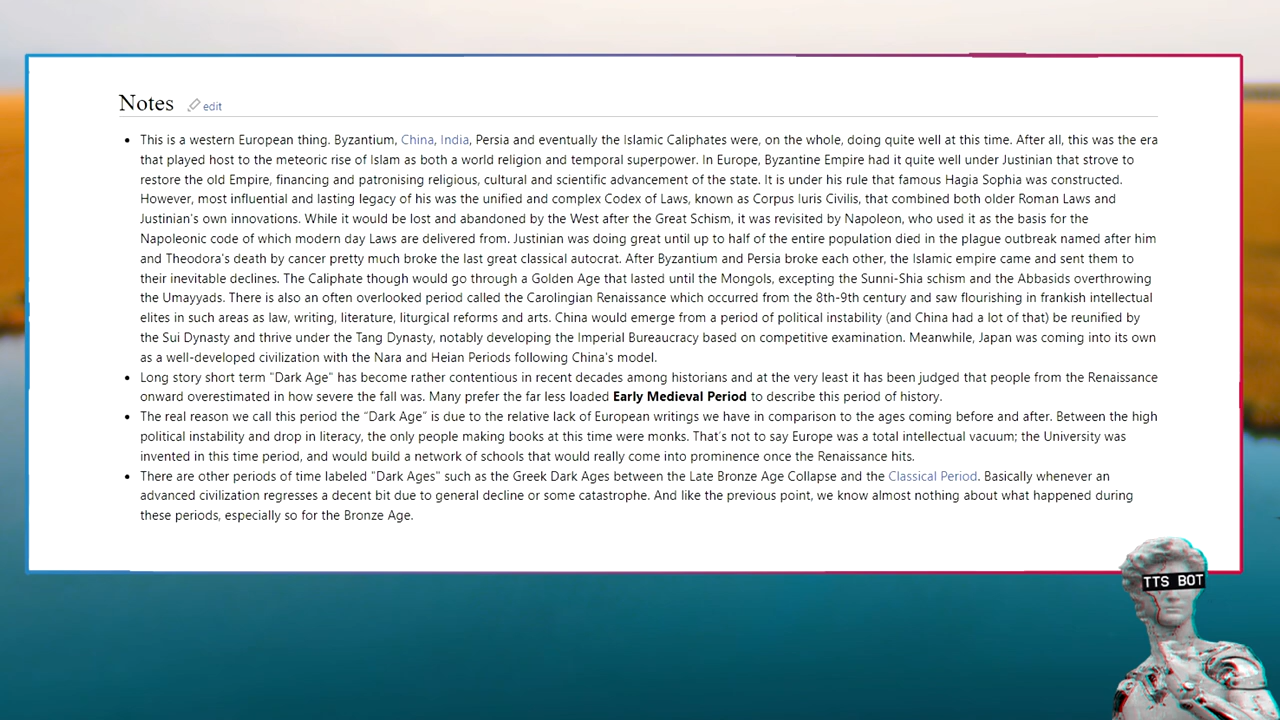 Notes edit
This is a western European thing. Byzantium, China, India, Persia and eventually the Islamic Caliphates were, on the whole, doing quite well at this time. After all, this was the era
that played host to the meteoric rise of Islam as both a world religion and temporal superpower. In Europe, Byzantine Empire had it quite well under Justinian that strove to
restore the old Empire, financing and patronising religious, cultural and scientific advancement of the state. It is under his rule that famous Hagia Sophia was constructed.
However, most influential and lasting legacy of his was the unified and complex Codex of Laws, known as Corpus Iuris Civilis, that combined both older Roman Laws and
Justinian's own innovations. While it would be lost and abandoned by the West after the Great Schism, it was revisited by Napoleon, who used it as the basis for the
Napoleonic code of which modern day Laws are delivered from. Justinian was doing great until up to half of the entire population died in the plague outbreak named after him
and Theodora's death by cancer pretty much broke the last great classical autocrat. After Byzantium and Persia broke each other, the Islamic empire came and sent them to
their inevitable declines. The Caliphate though would go through a Golden Age that lasted until the Mongols, excepting the Sunni-Shia schism and the Abbasids overthrowing
the Umayyads. There is also an often overlooked period called the Carolingian Renaissance which occurred from the 8th-9th century and saw flourishing in frankish intellectual
elites in such areas as law, writing, literature, liturgical reforms and arts. China would emerge from a period of political instability (and China had a lot of that) be reunified by
the Sui Dynasty and thrive under the Tang Dynasty, notably developing the Imperial Bureaucracy based on competitive examination. Meanwhile, Japan was coming into its own
as a well-developed civilization with the Nara and Heian Periods following China's model.
Long story short term "Dark Age" has become rather contentious in recent decades among historians and at the very least it has been judged that people from the Renaissance
onward overestimated in how severe the fall was. Many prefer the far less loaded Early Medieval Period to describe this period of history.
The real reason we call this period the “Dark Age” is due to the relative lack of European writings we have in comparison to the ages coming before and after. Between the high
political instability and drop in literacy, the only people making books at this time were monks. That's not to say Europe was a total intellectual vacuum; the University was
invented in this time period, and would build a network of schools that would really come into prominence once the Renaissance hits.
There are other periods of time labeled "Dark Ages" such as the Greek Dark Ages between the Late Bronze Age Collapse and the Classical Period. Basically whenever an
advanced civilization regresses a decent bit due to general decline or some catastrophe. And like the previous point, we know almost nothing about what happened during
these periods, especially so for the Bronze Age.
TTS BOT